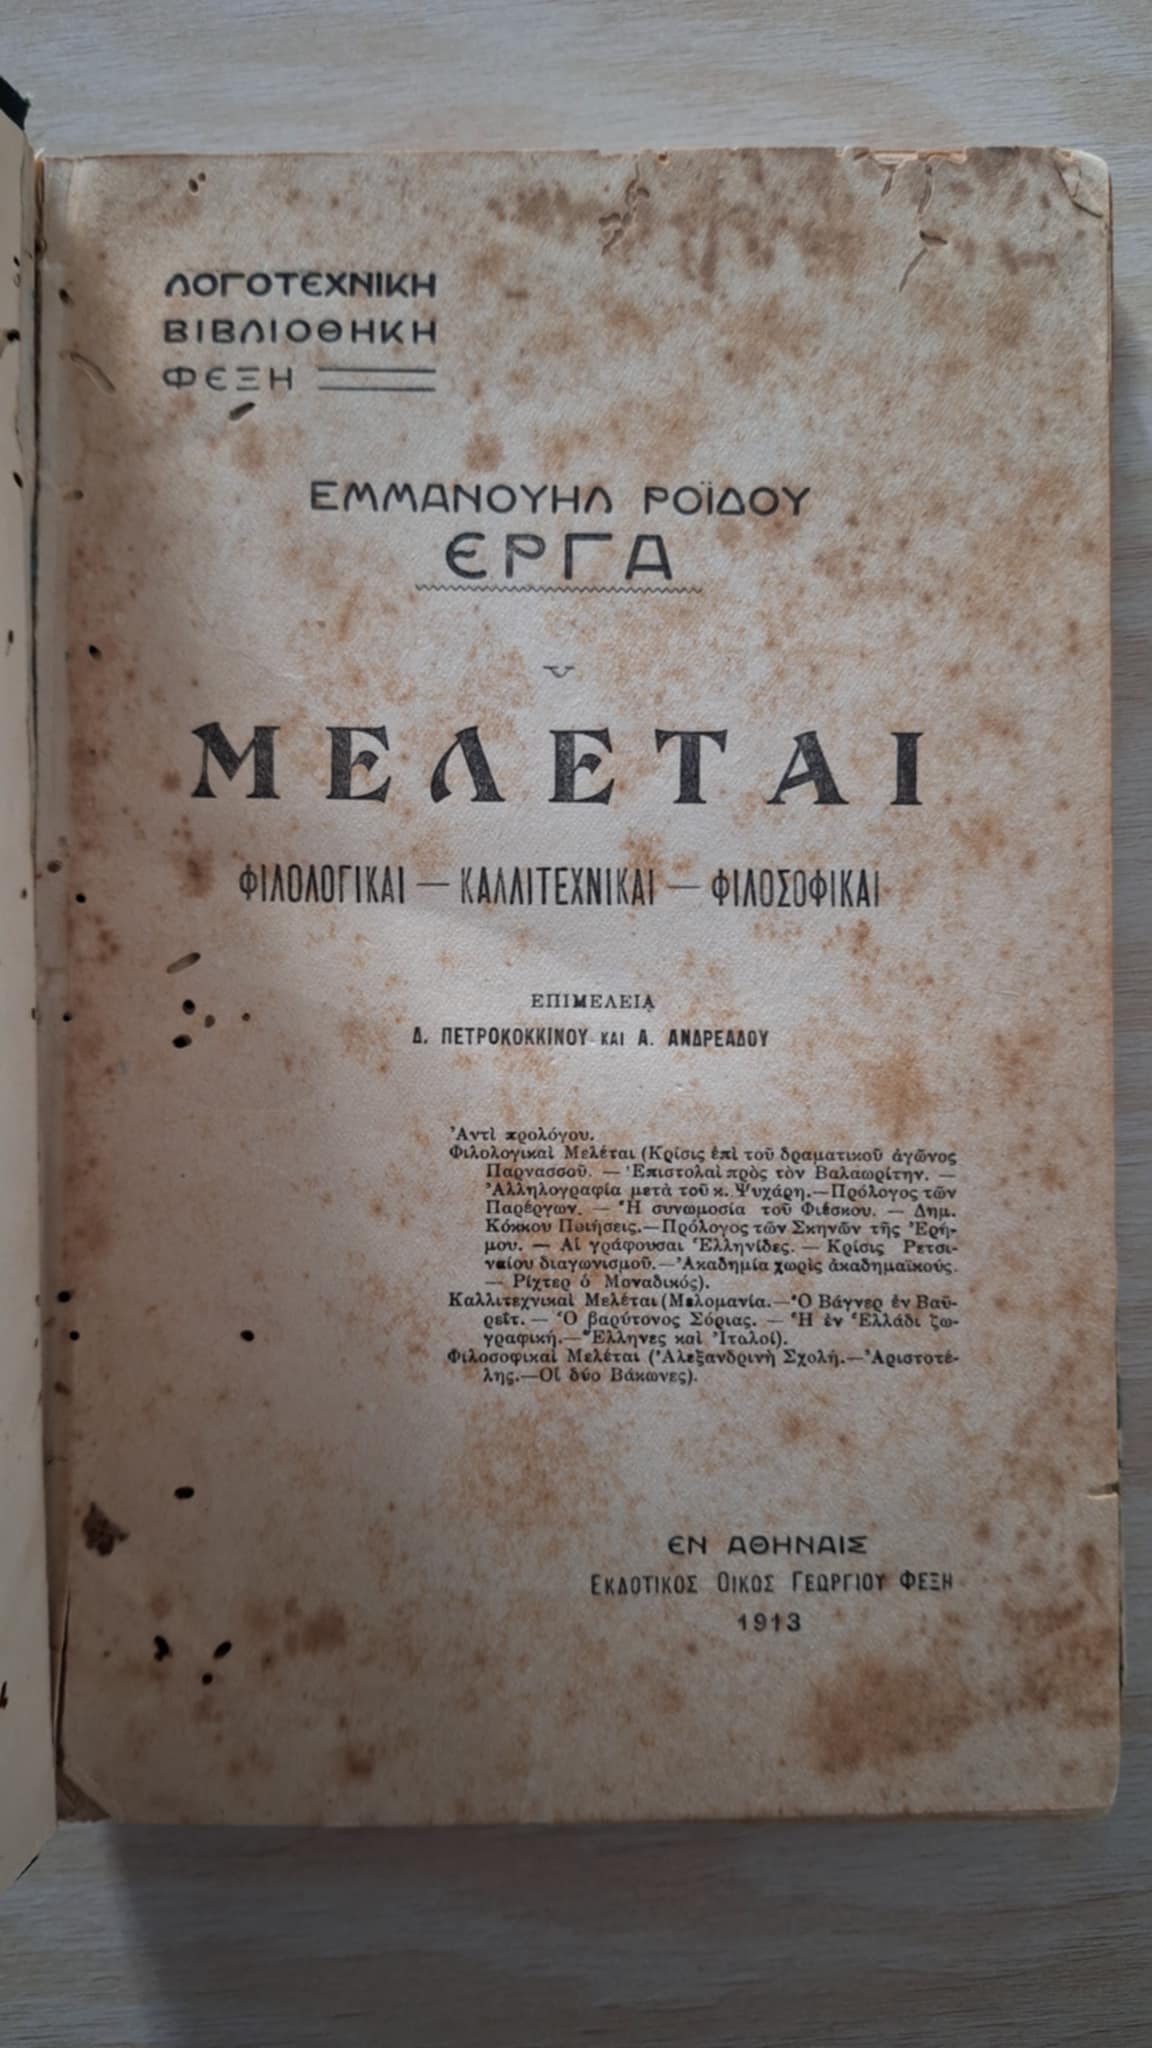 ΛΟΓΟΤΕΧΝΙΚΗ
ΒΙΒΛΙΟΘΗΚΗ
ΦΕΞΗ
ΕΜΜΑΝΟΥΗΛ ΡΟΪΔΟΥ
ΕΡΓΑ
ΜΕΛΕΤΑΙ
ΦΙΛΟΛΟΓΙΚΑΙ — ΚΑΛΛΙΤΕΧΝΙΚΑΙ — ΦΙΛΟΣΟΦΙΚΑΙ
ΕΠΙΜΕΛΕΙᾼ
Δ. ΠΕΤΡΟΚΟΚΚΙΝΟΥ ΚΑΙ Α. ΑΝΔΡΕΑΔΟΥ
Ἀντὶ προλόγου.
Φιλολογικαὶ Μελέται (Κρίσις ἐπὶ τοῦ δραματικοῦ ἀγῶνος
Παρνασσοῦ. — Ἐπιστολαὶ πρὸς τὸν Βαλαωρίτην. —
Ἀλληλογραφία μετὰ τοῦ κ. Ψυχάρη.—Πρόλογος τῶν
Παρέργων. — Ἡ συνωμοσία τοῦ Φιέσκου. — Δημ.
Κόκκου Ποιήσεις.—Πρόλογος τῶν Σκηνῶν τῆς Ἐρή-
μου. — Αἱ γράφουσαι Ἑλληνίδες. — Κρίσις Ρετσι-
ναίου διαγωνισμοῦ.—Ἀκαδημία χωρὶς ἀκαδημαϊκούς.
— Ρίχτερ ὁ Μοναδικός).
Καλλιτεχνικαὶ Μελέται (Μελομανία.—Ὁ Βάγνερ ἐν Βαϋ-
ρεῖτ. — Ὁ βαρύτονος Σόριας. — Ἡ ἐν Ἑλλάδι ζω-
γραφική.—Ἕλληνες καὶ Ἰταλοί).
Φιλοσοφικαὶ Μελέται (Ἀλεξανδρινὴ Σχολή.—Ἀριστοτέ-
λης.—Οἱ δύο Βάκωνες).
ΕΝ ΑΘΗΝΑΙΣ
ΕΚΔΟΤΙΚΟΣ ΟΙΚΟΣ ΓΕΩΡΓΙΟΥ ΦΕΞΗ
1913